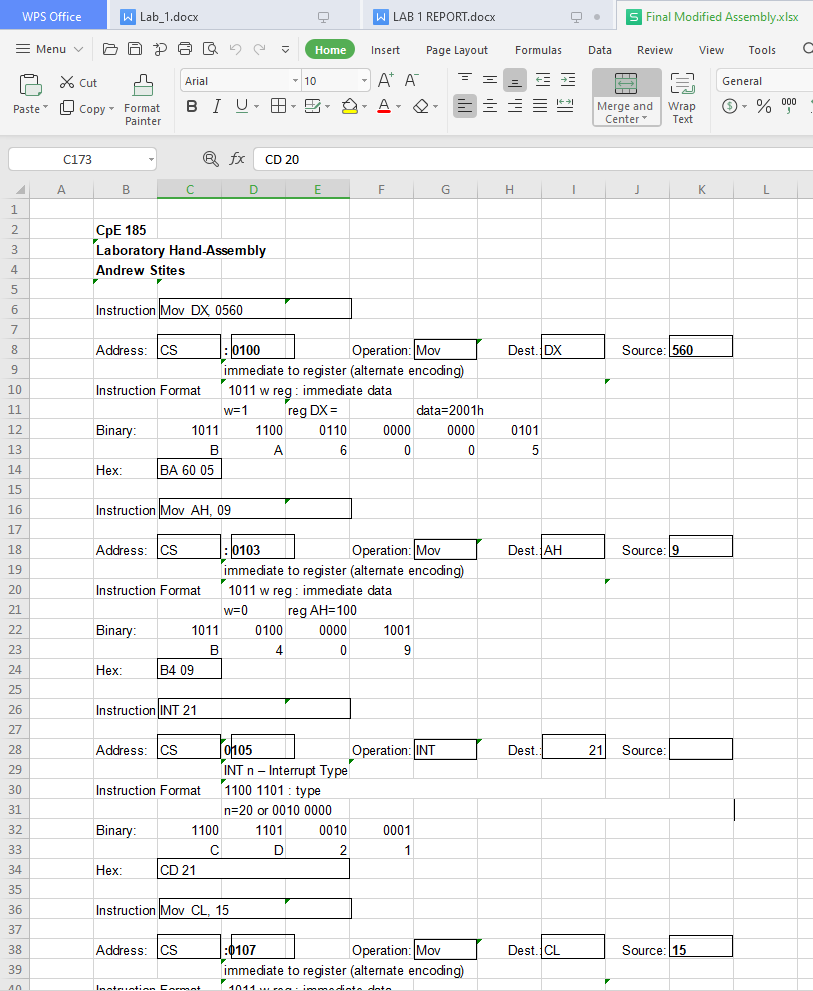 WPS Office Lab_1.docx LAB 1 REPORT.docx Final Modified Assembly.xlsx
Menu Home Insert Page Layout Formulas Data Review View Tools
Paste Cut Copy Format Painter Arial 10 A+ A- Merge and Center Wrap Text General
B I U A % 000
C173 fx CD 20
A B C D E F G H I J K L
1
2 CpE 185
3 Laboratory Hand-Assembly
4 Andrew Stites
5
6 Instruction Mov DX, 0560
7
8 Address: CS : 0100 Operation: Mov Dest.: DX Source: 560
9 immediate to register (alternate encoding)
10 Instruction Format 1011 w reg : immediate data
11 w=1 reg DX = data=2001h
12 Binary: 1011 1100 0110 0000 0000 0101
13 B A 6 0 0 5
14 Hex: BA 60 05
15
16 Instruction Mov AH, 09
17
18 Address: CS : 0103 Operation: Mov Dest.: AH Source: 9
19 immediate to register (alternate encoding)
20 Instruction Format 1011 w reg : immediate data
21 w=0 reg AH=100
22 Binary: 1011 0100 0000 1001
23 B 4 0 9
24 Hex: B4 09
25
26 Instruction INT 21
27
28 Address: CS 0105 Operation: INT Dest.: 21 Source:
29 INT n – Interrupt Type
30 Instruction Format 1100 1101 : type
31 n=20 or 0010 0000
32 Binary: 1100 1101 0010 0001
33 C D 2 1
34 Hex: CD 21
35
36 Instruction Mov CL, 15
37
38 Address: CS :0107 Operation: Mov Dest.: CL Source: 15
39 immediate to register (alternate encoding)
40 Instruction Format 1011 w reg : immediate data